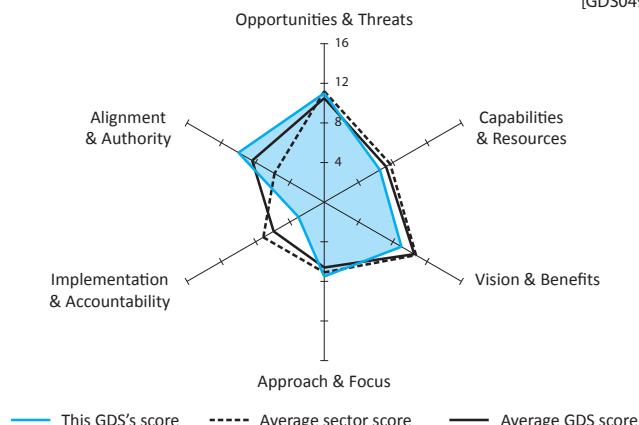 [GDS049
Opportunities & Threats
16
12
8
4
Alignment
& Authority
Capabilities
& Resources
Implementation
& Accountability
Vision & Benefits
Approach & Focus
This GDS's score
Average sector score
Average GDS score